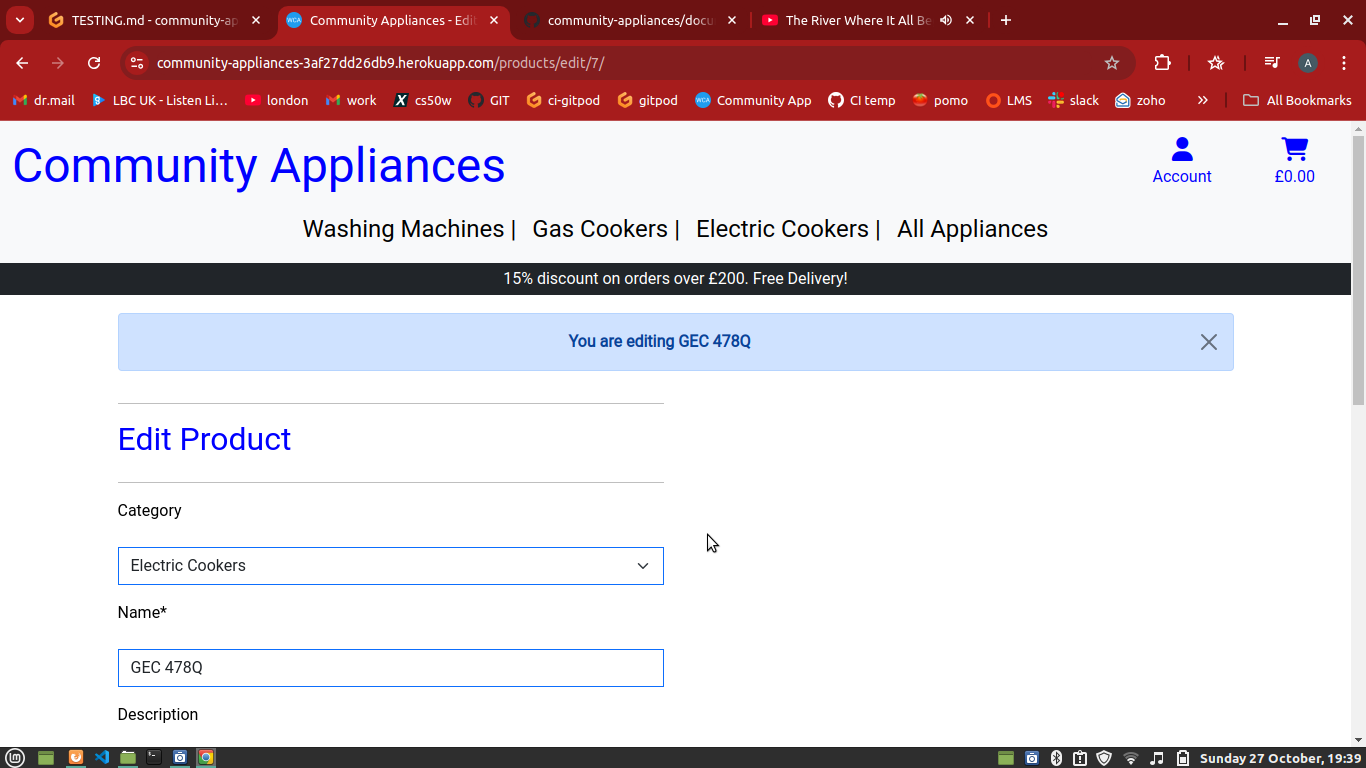 TESTING.md - community-ap
Community Appliances - Edit
community-appliances/docu
The River Where It All Be
community-appliances-3af27dd26db9.herokuapp.com/products/edit/7/
A
dr.mail
LBC UK - Listen Li...
london
work
cs50w
GIT
ci-gitpod
gitpod
WCA
Community App
CI temp
pomo
LMS
slack
zoho
All Bookmarks
Community Appliances
Account
£0.00
Washing Machines |
Gas Cookers |
Electric Cookers |
All Appliances
15% discount on orders over £200. Free Delivery!
You are editing GEC 478Q
Edit Product
Category
Electric Cookers
Name*
GEC 478Q
Description
Sunday 27 October, 19:39